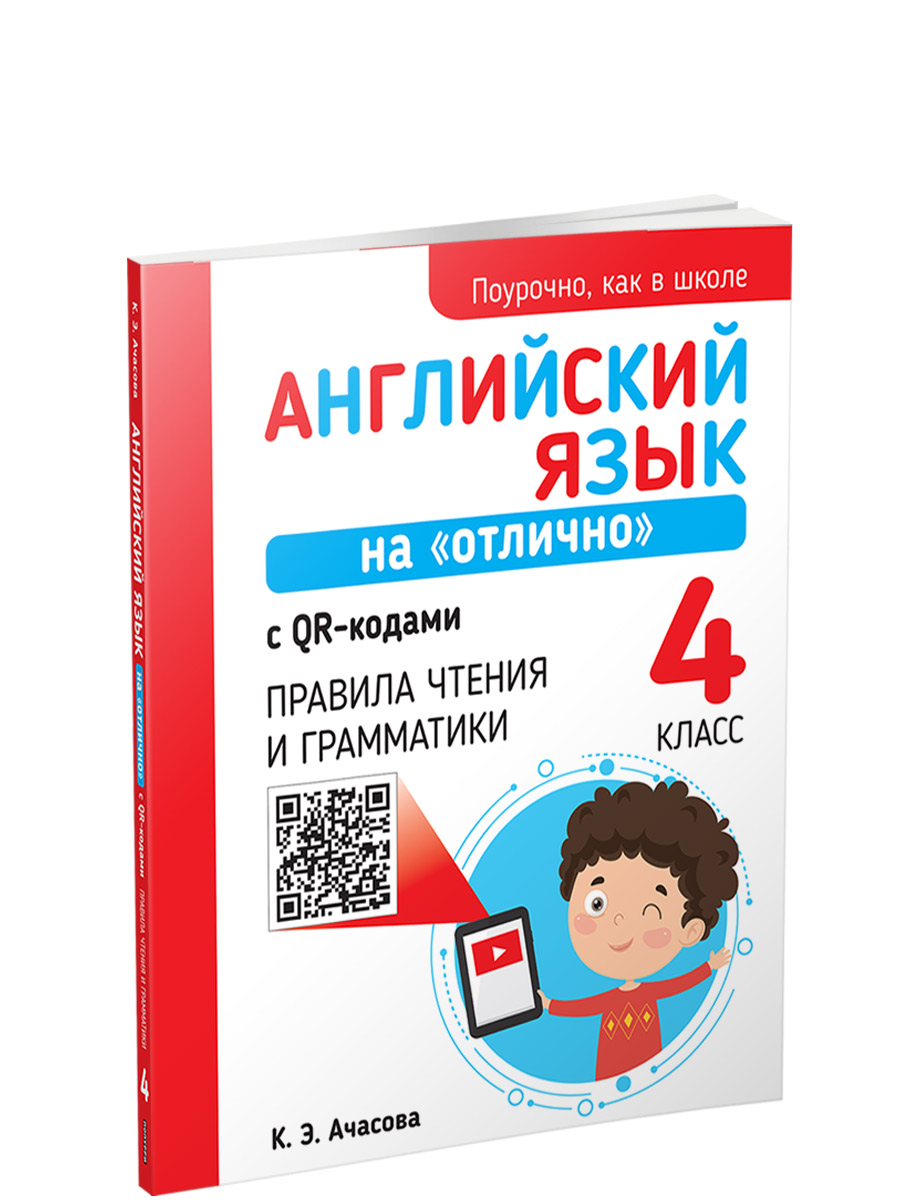 Поурочно, как в школе
АНГЛИЙСКИЙ
ЯЗЫК
на «отлично»
с QR-кодами
4
ПРАВИЛА ЧТЕНИЯ
И ГРАММАТИКИ
КЛАСС
К. Э. Ачасова
К. Э. Ачасова АНГЛИЙСКИЙ ЯЗЫК на «отлично» с QR-кодами ПРАВИЛА ЧТЕНИЯ И ГРАММАТИКИ 4